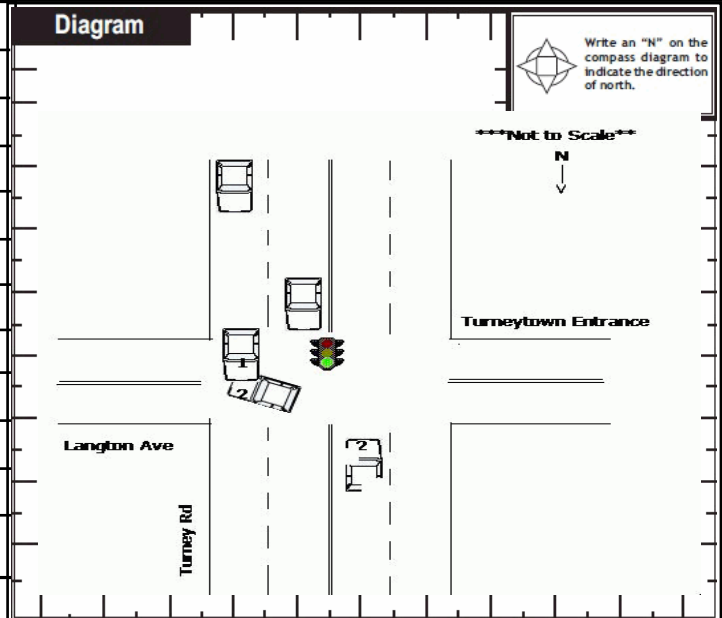 Diagram
Write an “N” on the
compass diagram to
indicate the direction
of north.
***Not to Scale**
N
Turneytown Entrance
1
2
Langton Ave
2
Turney Rd